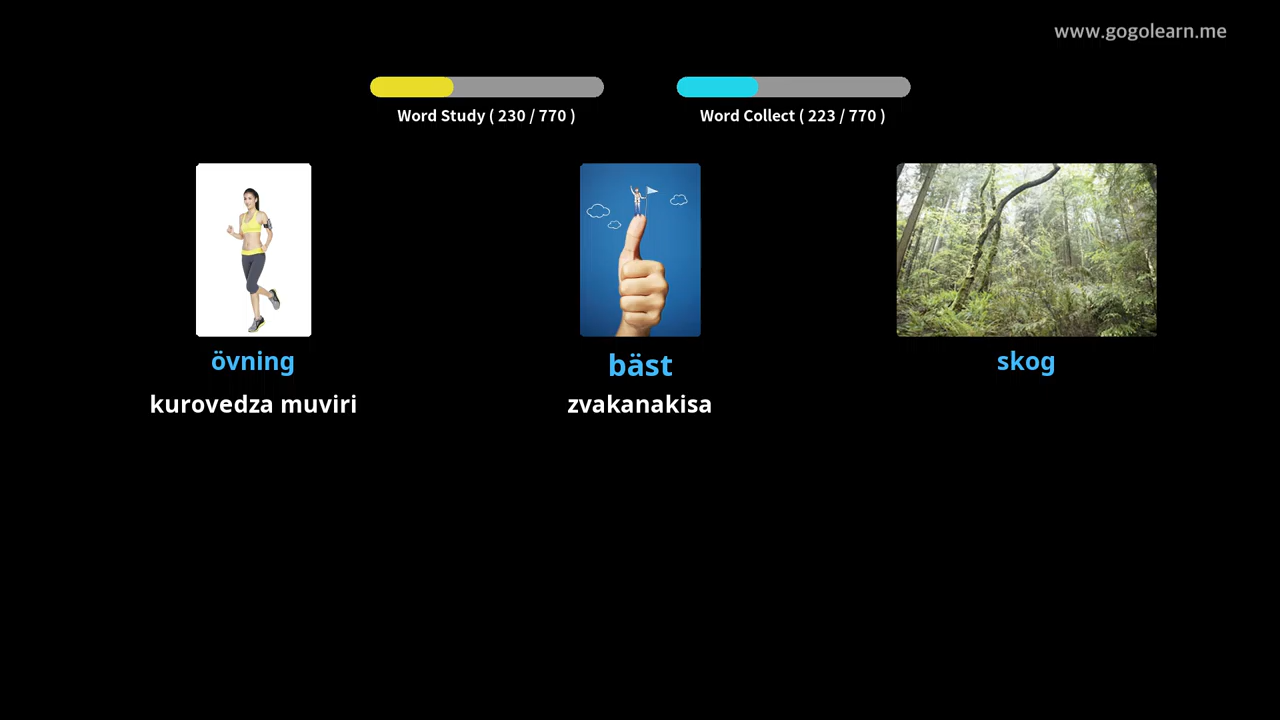 www.gogolearn.me
Word Study ( 230 / 770 )
Word Collect ( 223 / 770 )
övning
bäst
skog
kurovedza muviri
zvakanakisa